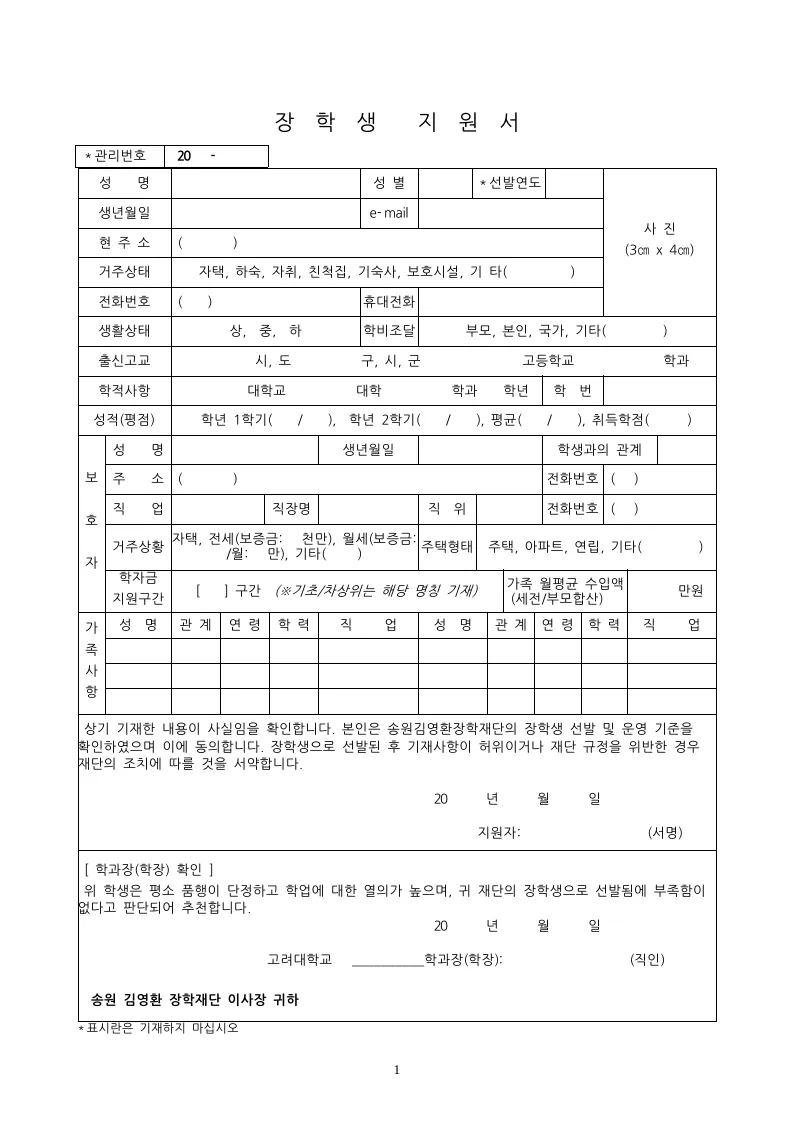 장 학 생 지 원 서
*관리번호 20 -
성 명 성 별 *선발연도
생년월일 e-mail
사 진
(3㎝ x 4㎝)
현 주 소 ( )
거주상태 자택, 하숙, 자취, 친척집, 기숙사, 보호시설, 기 타( )
전화번호 ( ) 휴대전화
생활상태 상, 중, 하 학비조달 부모, 본인, 국가, 기타( )
출신고교 시, 도 구, 시, 군 고등학교 학과
학적사항 대학교 대학 학과 학년 학 번
성적(평점) 학년 1학기( / ), 학년 2학기( / ), 평균( / ), 취득학점( )
보 호 자
성 명 생년월일 학생과의 관계
주 소 ( ) 전화번호 ( )
직 업 직장명 직 위 전화번호 ( )
거주상황 자택, 전세(보증금: 천만), 월세(보증금:
/월: 만), 기타( ) 주택형태 주택, 아파트, 연립, 기타( )
학자금
지원구간 [ ] 구간 (※기초/차상위는 해당 명칭 기재) 가족 월평균 수입액
(세전/부모합산) 만원
가 족 사 항
성 명 관 계 연 령 학 력 직 업 성 명 관 계 연 령 학 력 직 업
상기 기재한 내용이 사실임을 확인합니다. 본인은 송원김영환장학재단의 장학생 선발 및 운영 기준을
확인하였으며 이에 동의합니다. 장학생으로 선발된 후 기재사항이 허위이거나 재단 규정을 위반한 경우
재단의 조치에 따를 것을 서약합니다.
20 년 월 일
지원자: (서명)
[ 학과장(학장) 확인 ]
위 학생은 평소 품행이 단정하고 학업에 대한 열의가 높으며, 귀 재단의 장학생으로 선발됨에 부족함이
없다고 판단되어 추천합니다.
20 년 월 일
고려대학교 __________학과장(학장): (직인)
송원 김영환 장학재단 이사장 귀하
*표시란은 기재하지 마십시오
1